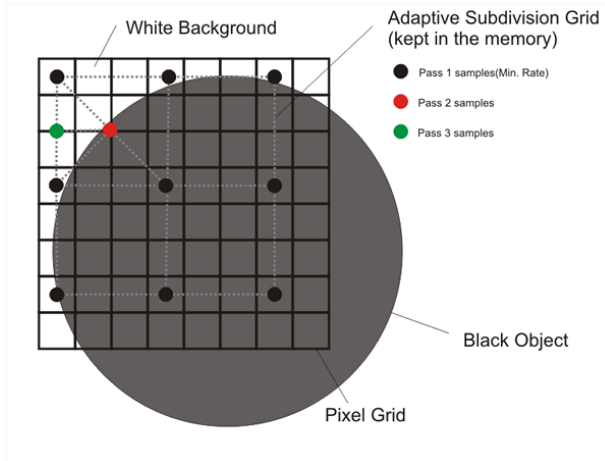 White Background
Adaptive Subdivision Grid
(kept in the memory)
Pass 1 samples(Min. Rate)
Pass 2 samples
Pass 3 samples
Black Object
Pixel Grid